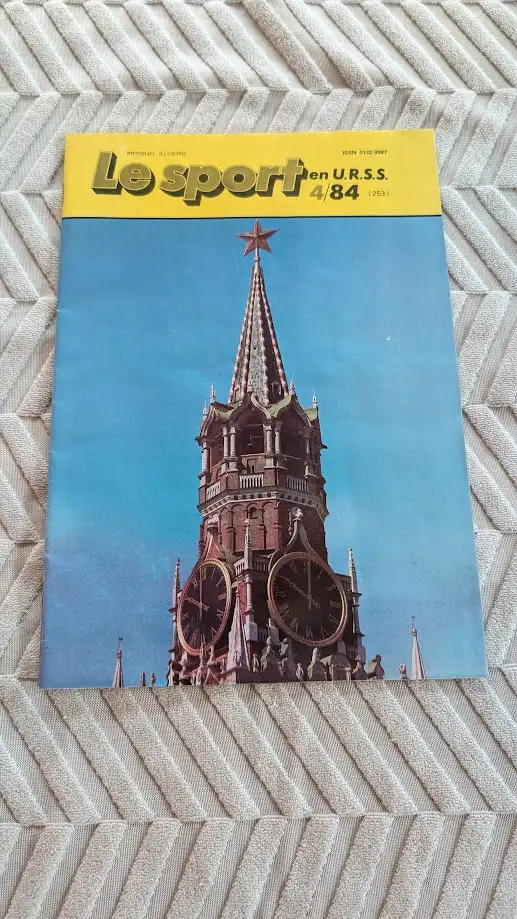 MENSUEL ILLUSTRÉ
ISSN 0132-9987
Le sport en U.R.S.S.
4/84 (253)